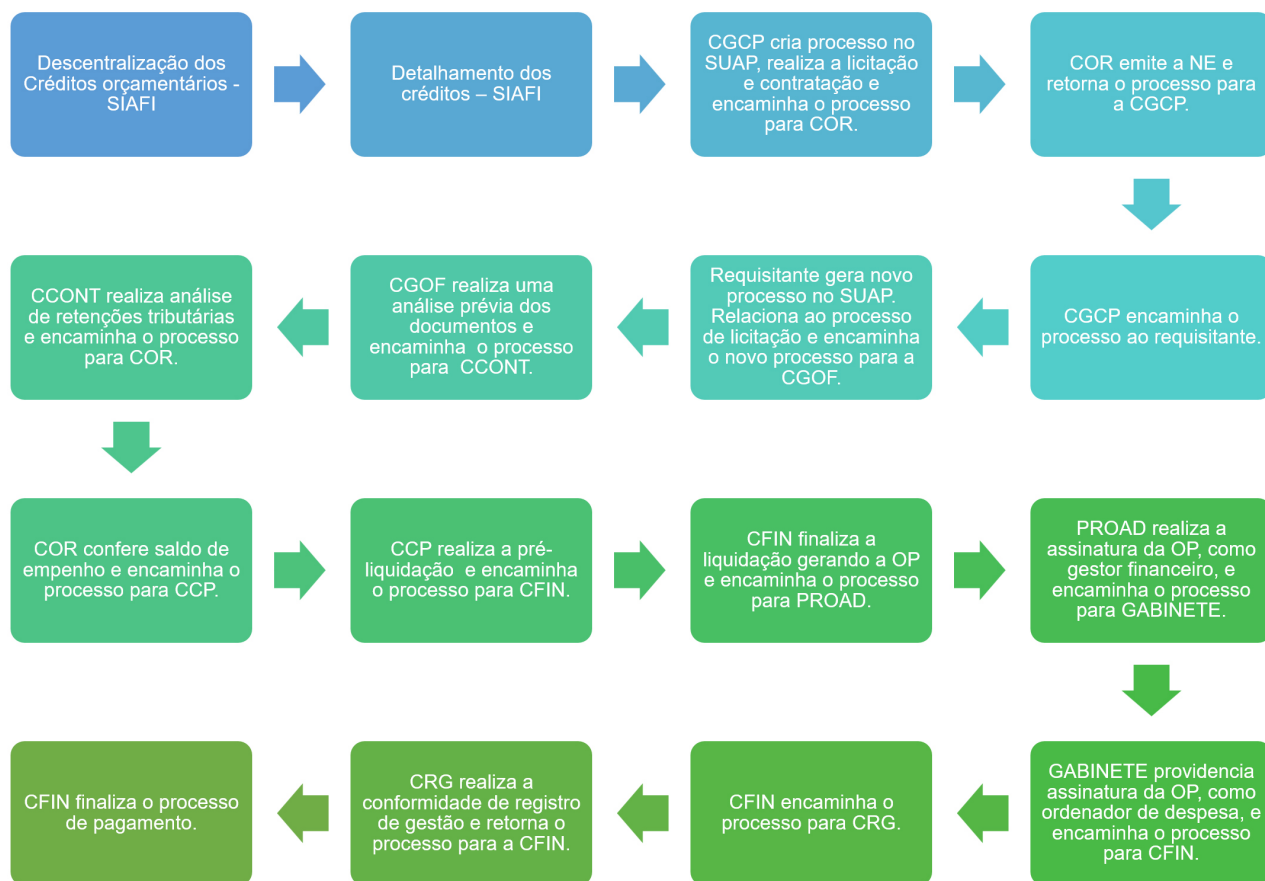 Descentralização dos
Créditos orçamentários -
SIAFI
Detalhamento dos
créditos – SIAFI
CGCP cria processo no
SUAP, realiza a licitação
e contratação e
encaminha o processo
para COR.
COR emite a NE e
retorna o processo para
a CGCP.
CGCP encaminha o
processo ao requisitante.
Requisitante gera novo
processo no SUAP.
Relaciona ao processo
de licitação e encaminha
o novo processo para a
CGOF.
CGOF realiza uma
análise prévia dos
documentos e
encaminha o processo
para CCONT.
CCONT realiza análise
de retenções tributárias
e encaminha o processo
para COR.
COR confere saldo de
empenho e encaminha o
processo para CCP.
CCP realiza a pré-
liquidação e encaminha
o processo para CFIN.
CFIN finaliza a
liquidação gerando a OP
e encaminha o processo
para PROAD.
PROAD realiza a
assinatura da OP, como
gestor financeiro, e
encaminha o processo
para GABINETE.
GABINETE providencia
assinatura da OP, como
ordenador de despesa, e
encaminha o processo
para CFIN.
CFIN encaminha o
processo para CRG.
CRG realiza a
conformidade de registro
de gestão e retorna o
processo para a CFIN.
CFIN finaliza o processo
de pagamento.